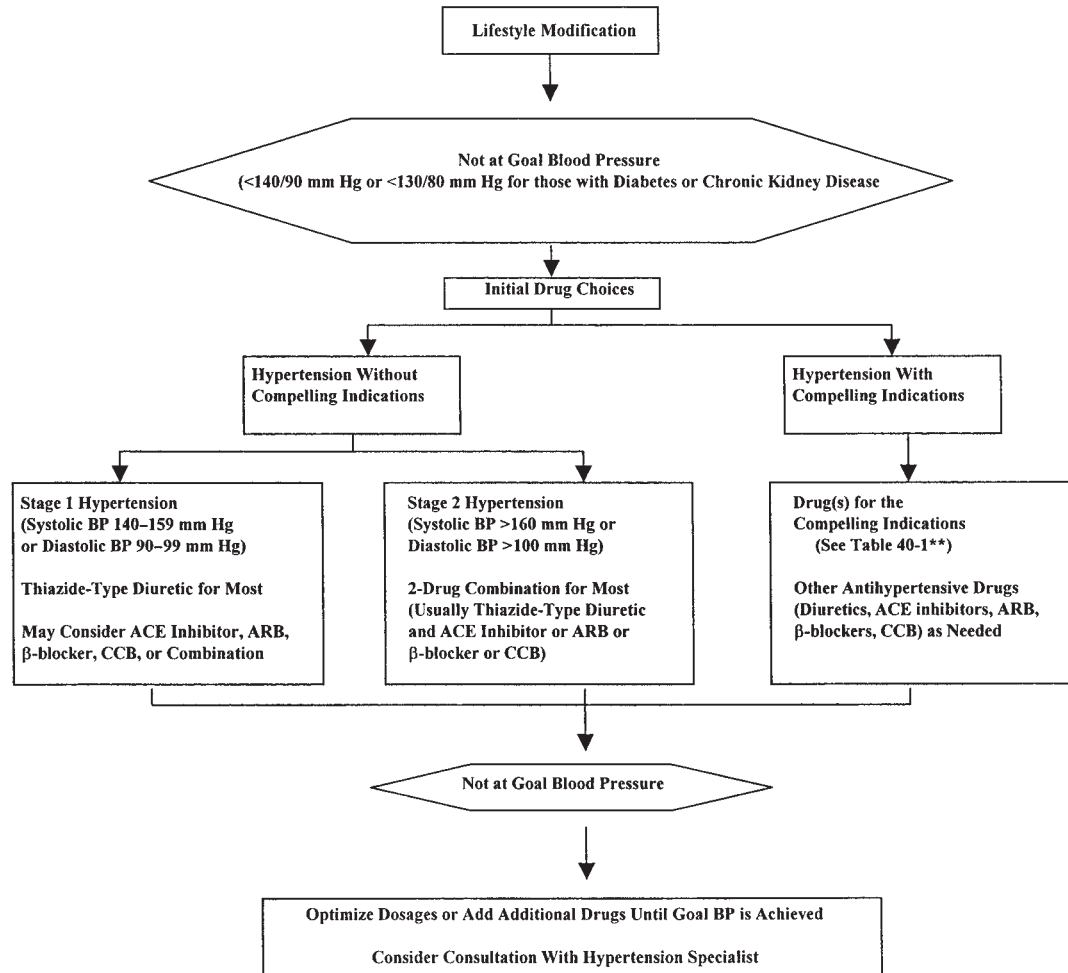 Lifestyle Modification
Not at Goal Blood Pressure
(<140/90 mm Hg or <130/80 mm Hg for those with Diabetes or Chronic Kidney Disease
Initial Drug Choices
Hypertension Without
Compelling Indications
Hypertension With
Compelling Indications
Stage 1 Hypertension
(Systolic BP 140–159 mm Hg
or Diastolic BP 90–99 mm Hg)
Thiazide-Type Diuretic for Most
May Consider ACE Inhibitor, ARB,
β-blocker, CCB, or Combination
Stage 2 Hypertension
(Systolic BP >160 mm Hg or
Diastolic BP >100 mm Hg)
2-Drug Combination for Most
(Usually Thiazide-Type Diuretic
and ACE Inhibitor or ARB or
β-blocker or CCB)
Drug(s) for the
Compelling Indications
(See Table 40-1**)
Other Antihypertensive Drugs
(Diuretics, ACE inhibitors, ARB,
β-blockers, CCB) as Needed
Not at Goal Blood Pressure
Optimize Dosages or Add Additional Drugs Until Goal BP is Achieved
Consider Consultation With Hypertension Specialist